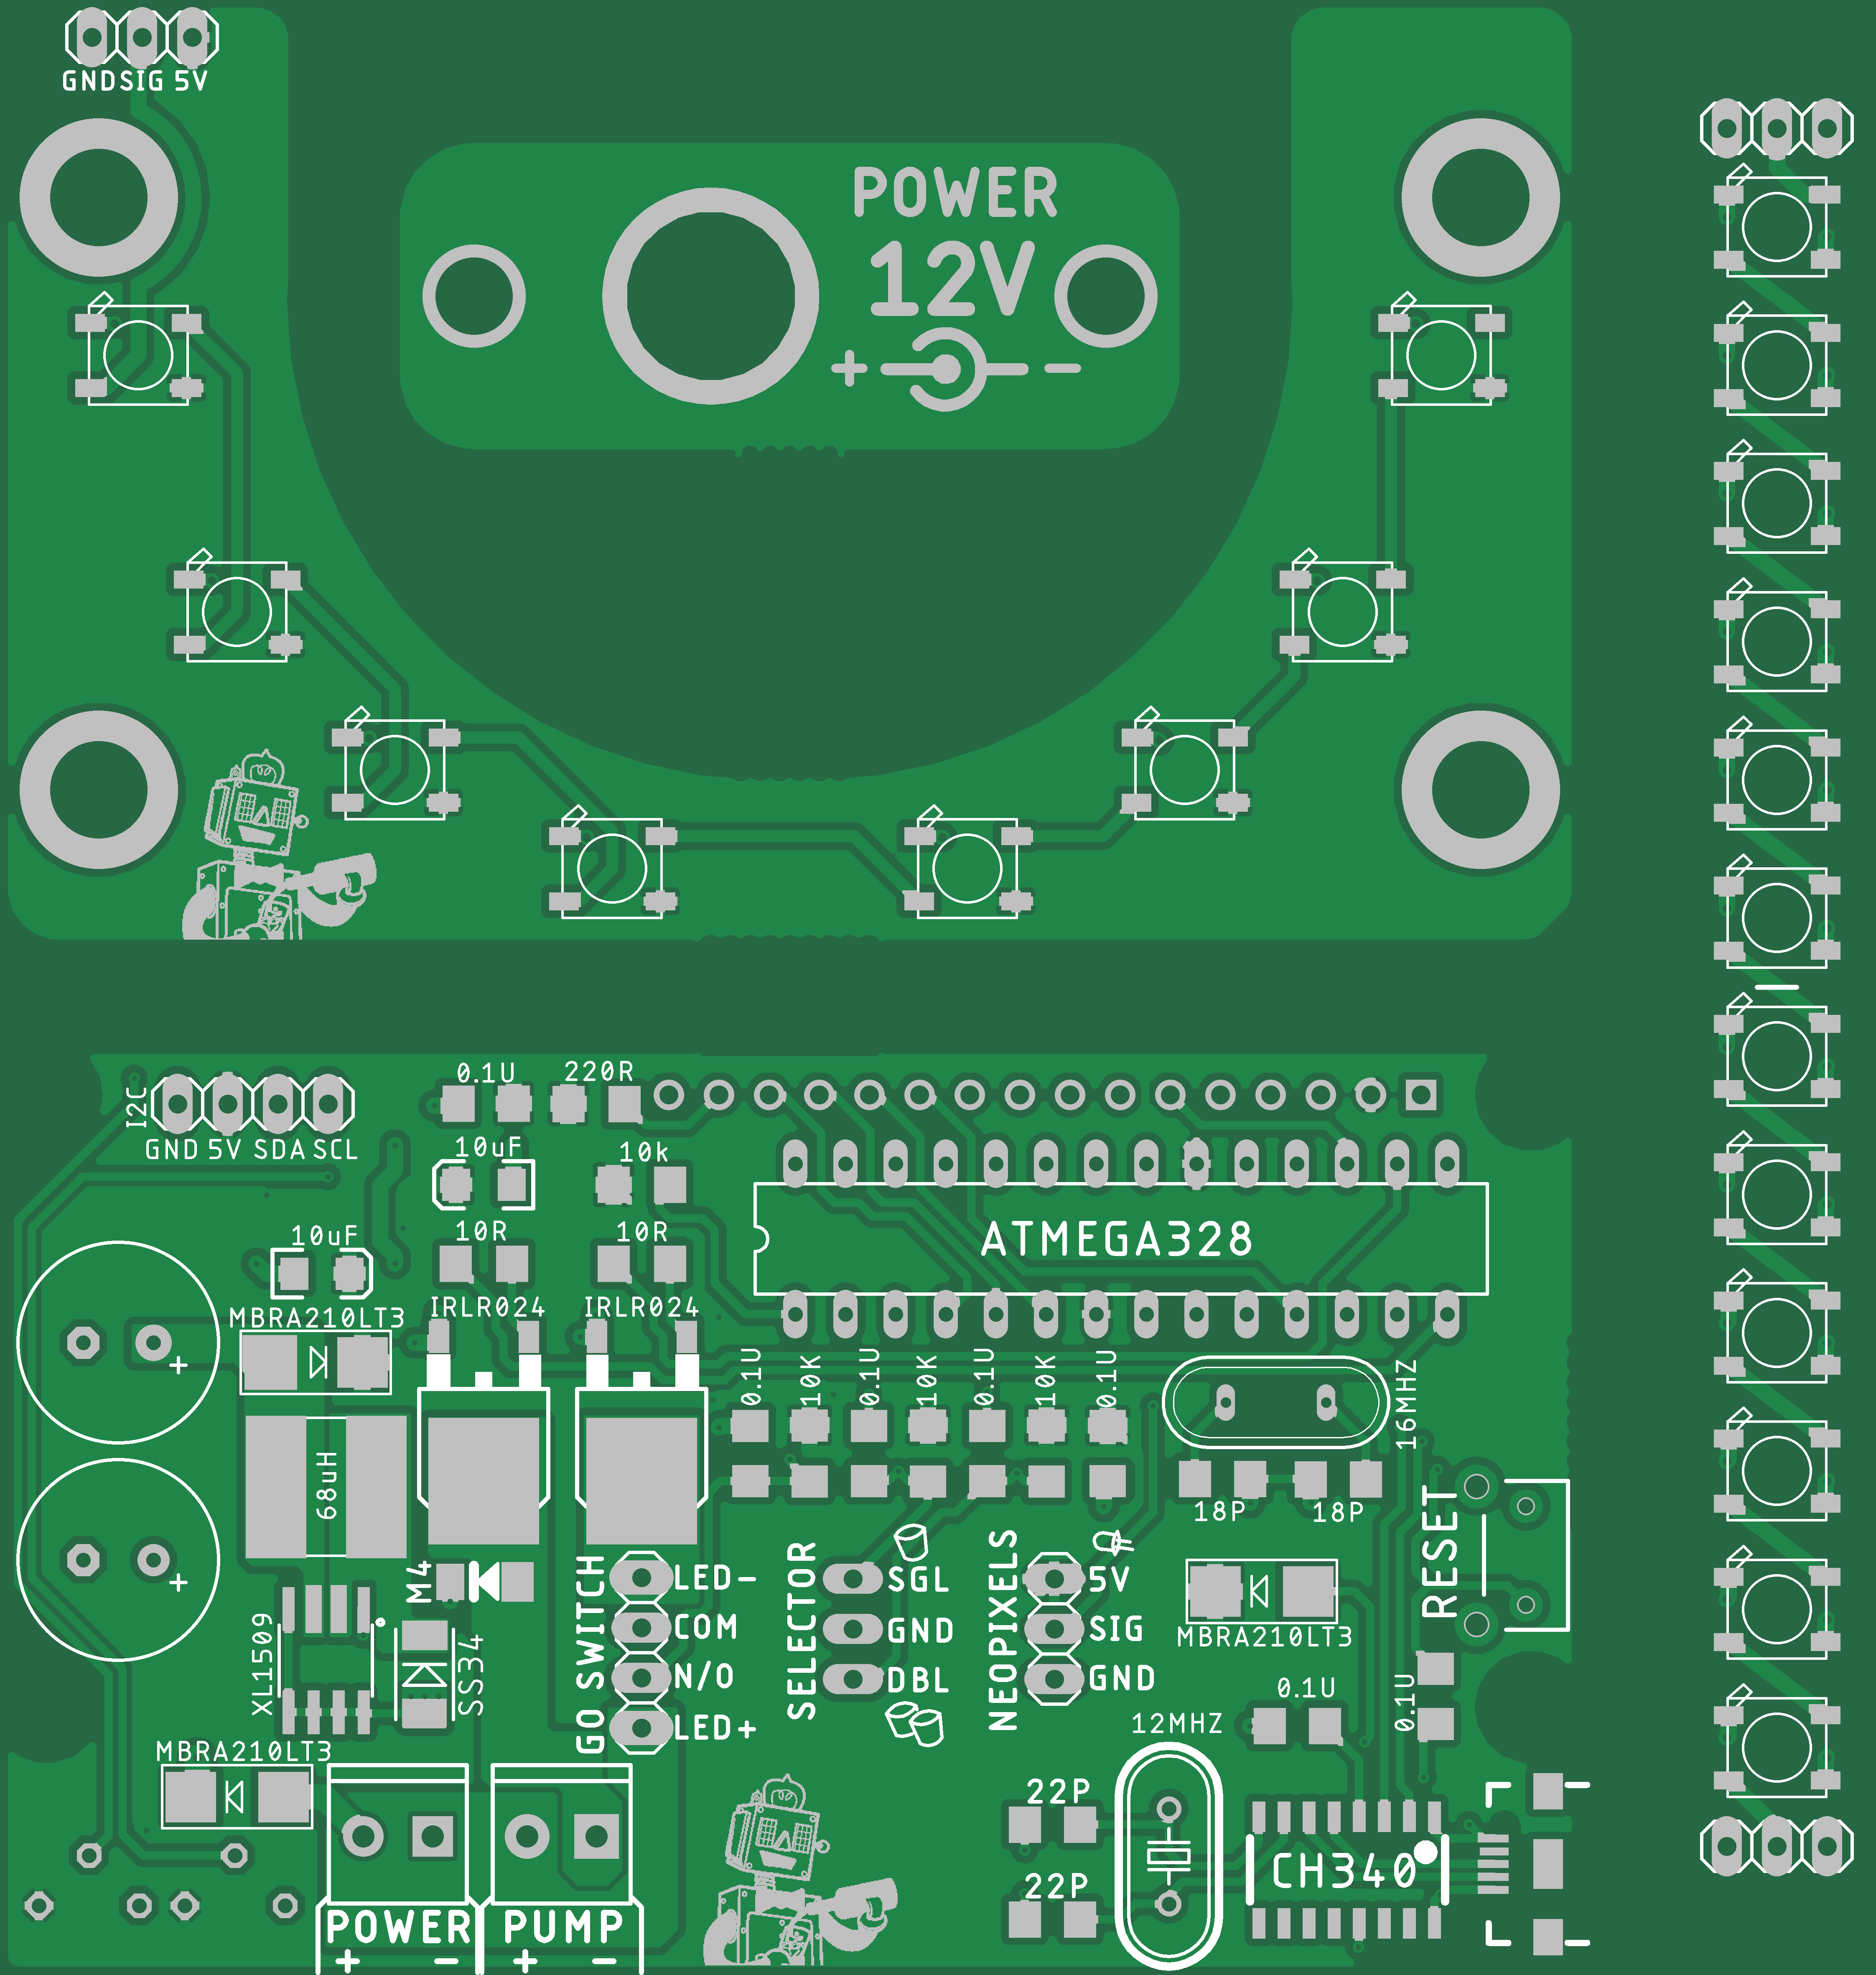 GND SIG 5V
POWER
12V
+ -
I2C
GND 5V SDA SCL
0.1U
220R
10uF
10k
10uF
10R
10R
ATMEGA328
MBRA210LT3
IRLR024
IRLR024
+
68uH
0.1U
10K
0.1U
10K
0.1U
10K
0.1U
16MHZ
18P
18P
+
M4
XL1509
SS34
GO SWITCH
LED-
COM
N/O
LED+
SELECTOR
SGL
GND
DBL
NEOPIXELS
5V
SIG
GND
RESET
MBRA210LT3
0.1U
0.1U
12MHZ
MBRA210LT3
22P
22P
CH340
POWER
+ -
PUMP
+ -